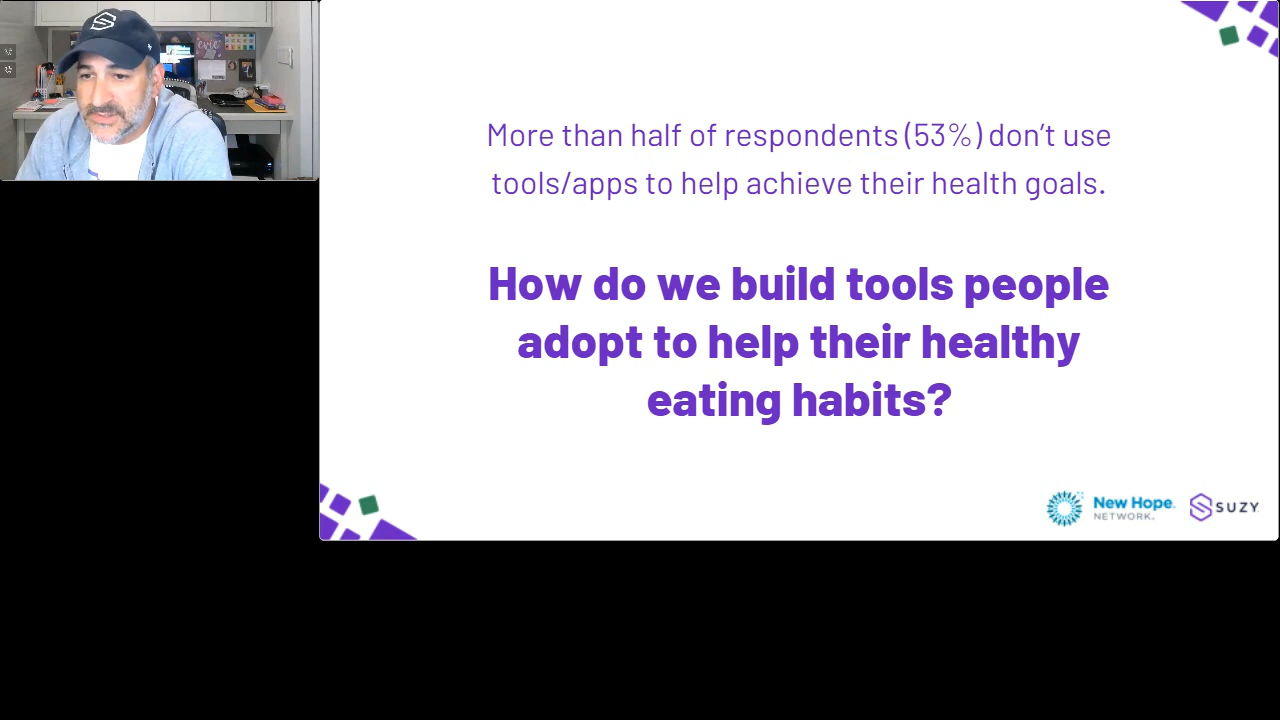 evie
More than half of respondents (53%) don’t use
tools/apps to help achieve their health goals.
How do we build tools people
adopt to help their healthy
eating habits?
New Hope
NETWORK
SUZY